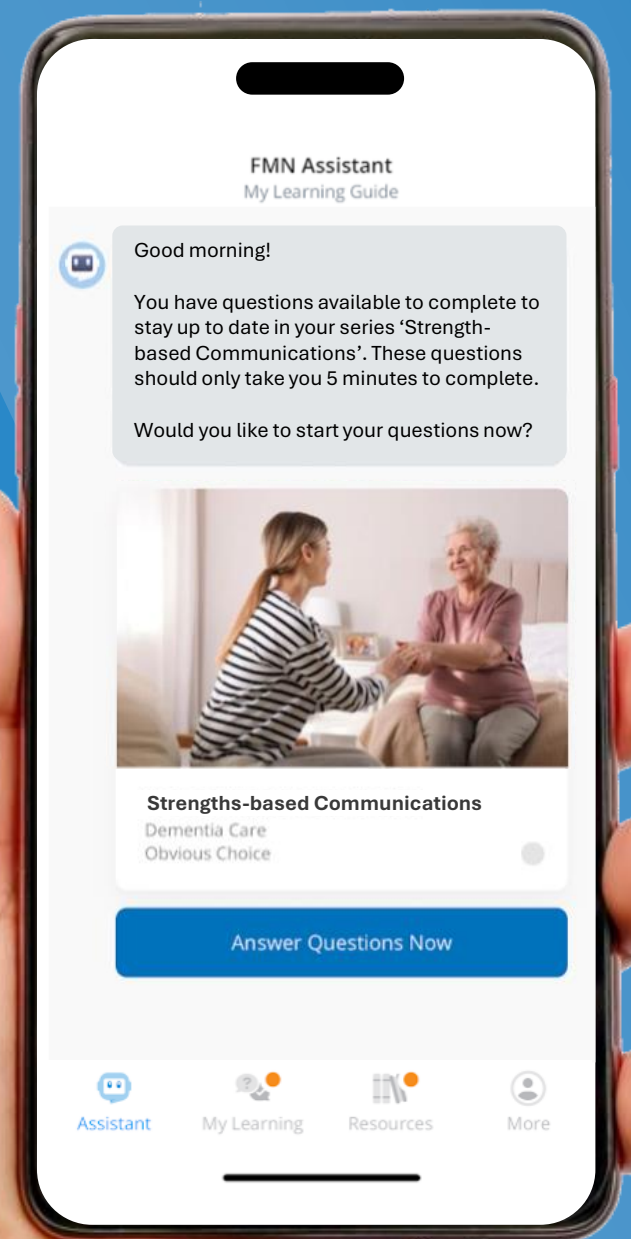 FMN Assistant
My Learning Guide
Good morning!
You have questions available to complete to
stay up to date in your series ‘Strength-
based Communications’. These questions
should only take you 5 minutes to complete.
Would you like to start your questions now?
Strengths-based Communications
Dementia Care
Obvious Choice
Answer Questions Now
Assistant
My Learning
Resources
More